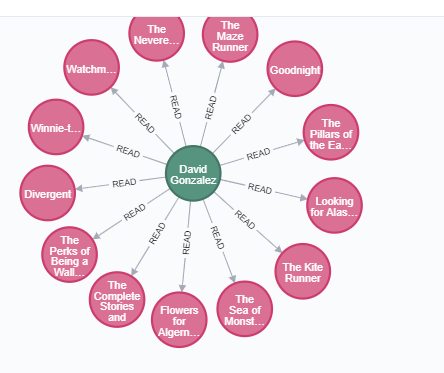 The
Nevere...
The
Maze
Runner
Watchm...
Goodnight
READ
READ
READ
READ
Winnie-t...
READ
READ
The
Pillars of
the Ea...
David
Gonzalez
Divergent
READ
READ
Looking
for Alas...
READ
READ
The
Perks of
Being a
Wall...
READ
READ
READ
The Kite
Runner
The
Complete
Stories
and
Flowers
for
Algern...
The
Sea of
Monst...